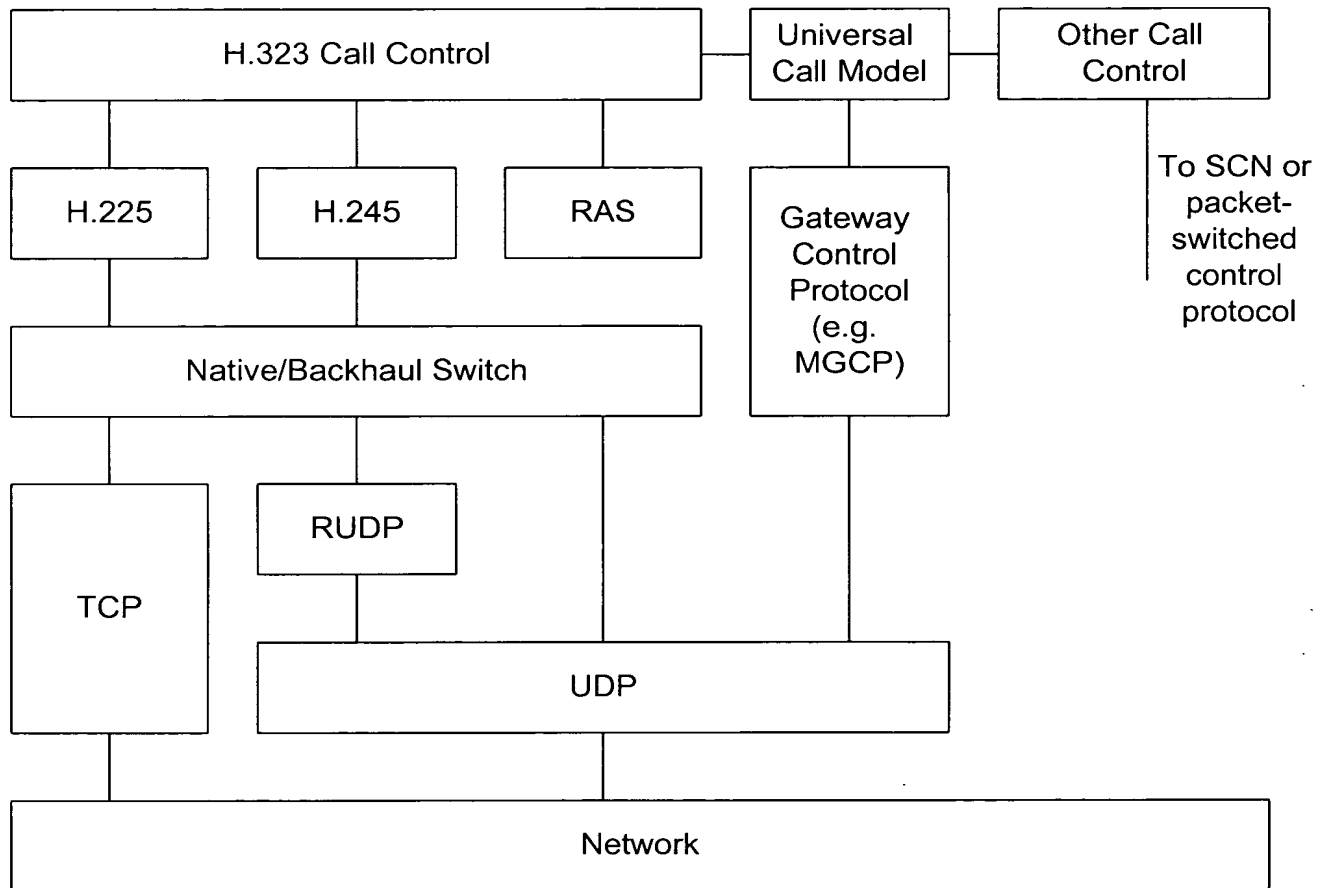 H.323 Call Control
Universal
Call Model
Other Call
Control
H.225
H.245
RAS
Gateway
Control
Protocol
(e.g.
MGCP)
To SCN or
packet-
switched
control
protocol
Native/Backhaul Switch
TCP
RUDP
UDP
Network